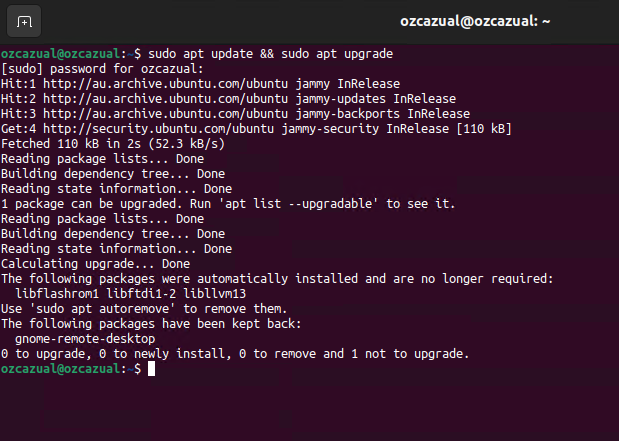 ozcazual@ozcazual: ~
ozcazual@ozcazual:~$ sudo apt update && sudo apt upgrade
[sudo] password for ozcazual:
Hit:1 http://au.archive.ubuntu.com/ubuntu jammy InRelease
Hit:2 http://au.archive.ubuntu.com/ubuntu jammy-updates InRelease
Hit:3 http://au.archive.ubuntu.com/ubuntu jammy-backports InRelease
Get:4 http://security.ubuntu.com/ubuntu jammy-security InRelease [110 kB]
Fetched 110 kB in 2s (52.3 kB/s)
Reading package lists... Done
Building dependency tree... Done
Reading state information... Done
1 package can be upgraded. Run 'apt list --upgradable' to see it.
Reading package lists... Done
Building dependency tree... Done
Reading state information... Done
Calculating upgrade... Done
The following packages were automatically installed and are no longer required:
  libflashrom1 libftdi1-2 libllvm13
Use 'sudo apt autoremove' to remove them.
The following packages have been kept back:
  gnome-remote-desktop
0 to upgrade, 0 to newly install, 0 to remove and 1 not to upgrade.
ozcazual@ozcazual:~$